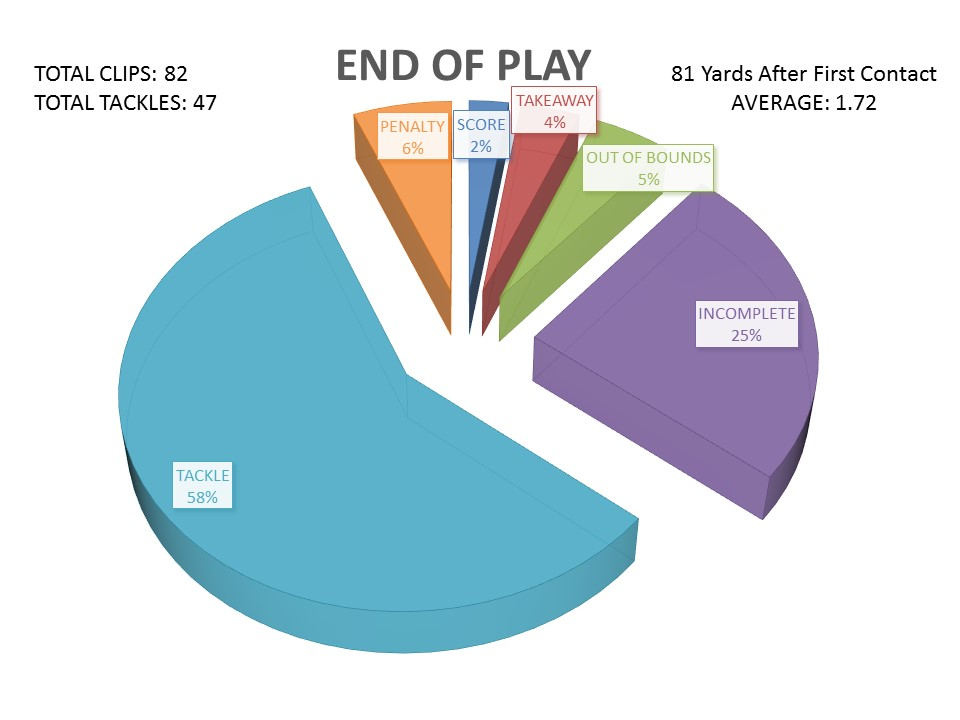 END OF PLAY
TOTAL CLIPS: 82
TOTAL TACKLES: 47
81 Yards After First Contact
AVERAGE: 1.72
PENALTY
6%
SCORE
2%
TAKEAWAY
4%
OUT OF BOUNDS
5%
INCOMPLETE
25%
TACKLE
58%